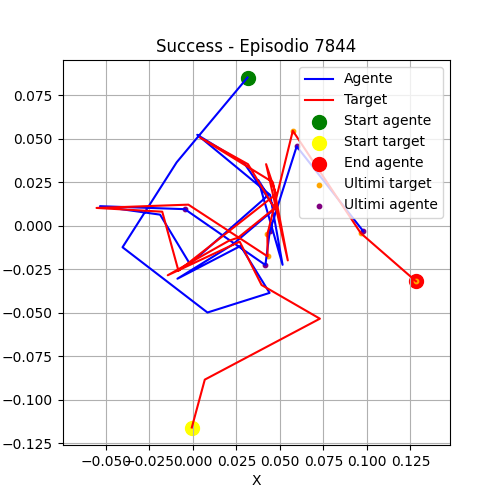 Success - Episodio 7844
Agente
Target
Start agente
Start target
End agente
Ultimi target
Ultimi agente
0.075
0.050
0.025
0.000
−0.025
−0.050
−0.075
−0.100
−0.125
−0.050 −0.025 0.000 0.025 0.050 0.075 0.100 0.125
X